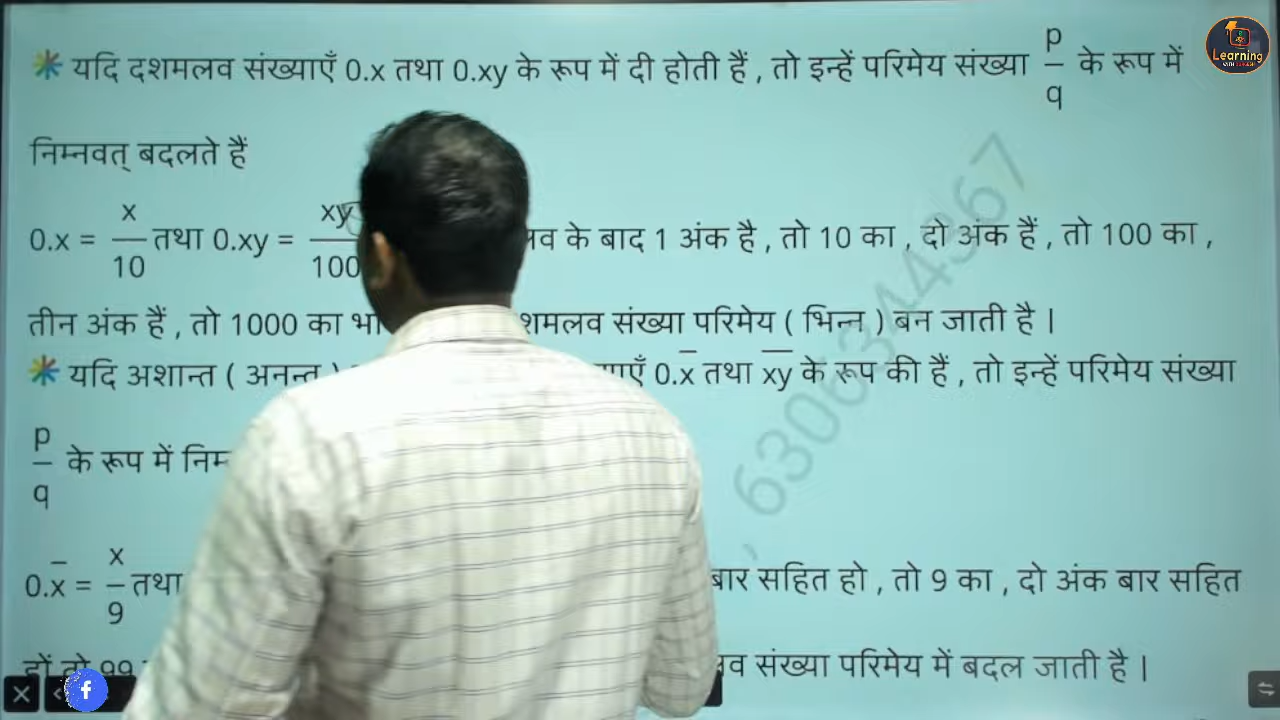 यदि दशमलव संख्याएँ 0.x तथा 0.xy के रूप में दी होती हैं , तो इन्हें परिमेय संख्या p/q के रूप में
निम्नवत् बदलते हैं
0.x = x/10 तथा 0.xy = xy/100 के बाद 1 अंक है , तो 10 का , दो अंक हैं , तो 100 का ,
तीन अंक हैं , तो 1000 का संख्या परिमेय ( भिन्न ) बन जाती है |
यदि अशान्त ( अनन्त 0.x̅ तथा x̅y̅ के रूप की हैं , तो इन्हें परिमेय संख्या
p/q के रूप में
0.x̅ = x/9 तथा बार सहित हो , तो 9 का , दो अंक बार सहित
हों तो 99 संख्या परिमेय में बदल जाती है |
, 6306344367
Learning